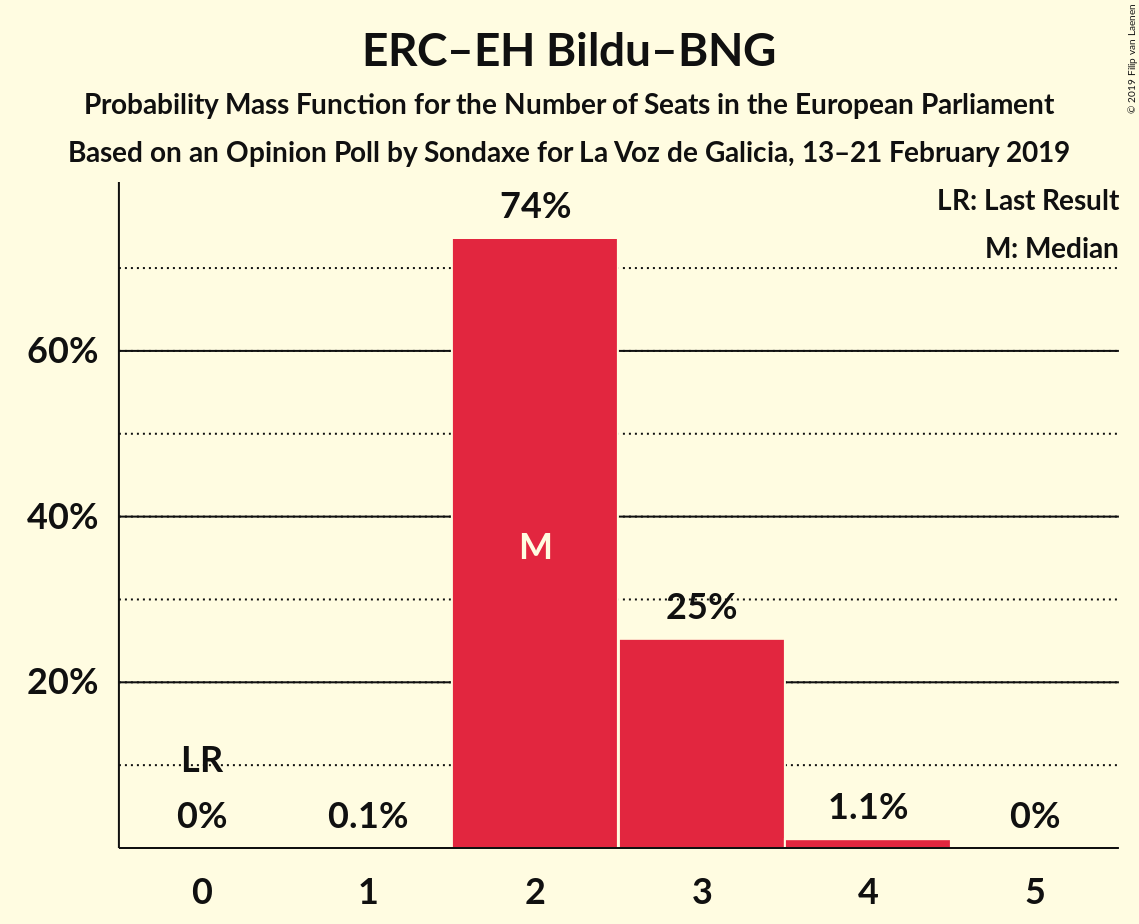 ERC–EH Bildu–BNG
Probability Mass Function for the Number of Seats in the European Parliament
Based on an Opinion Poll by Sondaxe for La Voz de Galicia, 13–21 February 2019
© 2019 Filip van Laenen
LR: Last Result
M: Median
74%
60%
40%
M
25%
20%
LR
0%
0.1%
1.1%
0%
0 1 2 3 4 5